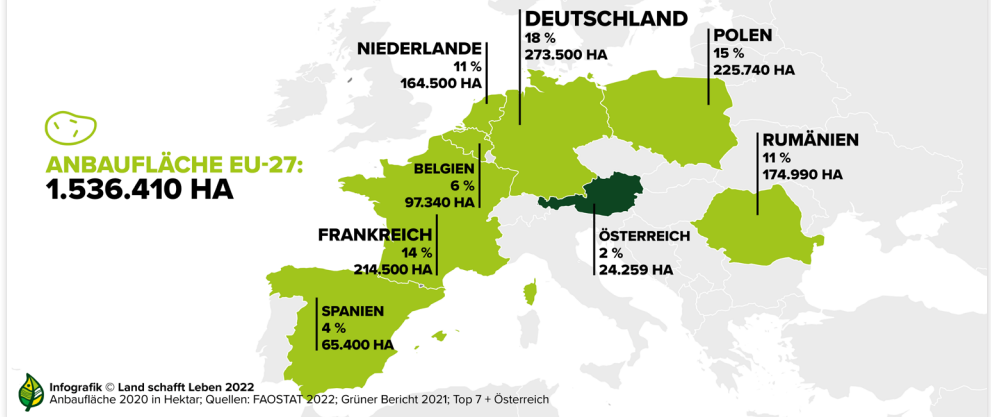 DEUTSCHLAND
18 %
273.500 HA
POLEN
15 %
225.740 HA
NIEDERLANDE
11 %
164.500 HA
ANBAUFLÄCHE EU-27:
1.536.410 HA
RUMÄNIEN
11 %
174.990 HA
BELGIEN
6 %
97.340 HA
FRANKREICH
14 %
214.500 HA
ÖSTERREICH
2 %
24.259 HA
SPANIEN
4 %
65.400 HA
Infografik © Land schafft Leben 2022
Anbaufläche 2020 in Hektar; Quellen: FAOSTAT 2022; Grüner Bericht 2021; Top 7 + Österreich